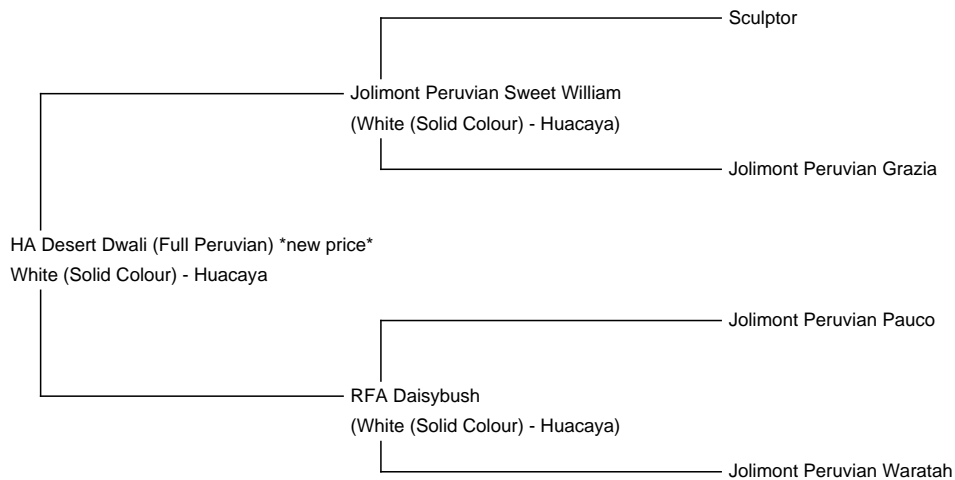 Sculptor
Jolimont Peruvian Sweet William
(White (Solid Colour) - Huacaya)
Jolimont Peruvian Grazia
HA Desert Dwali (Full Peruvian) *new price*
White (Solid Colour) - Huacaya
Jolimont Peruvian Pauco
RFA Daisybush
(White (Solid Colour) - Huacaya)
Jolimont Peruvian Waratah